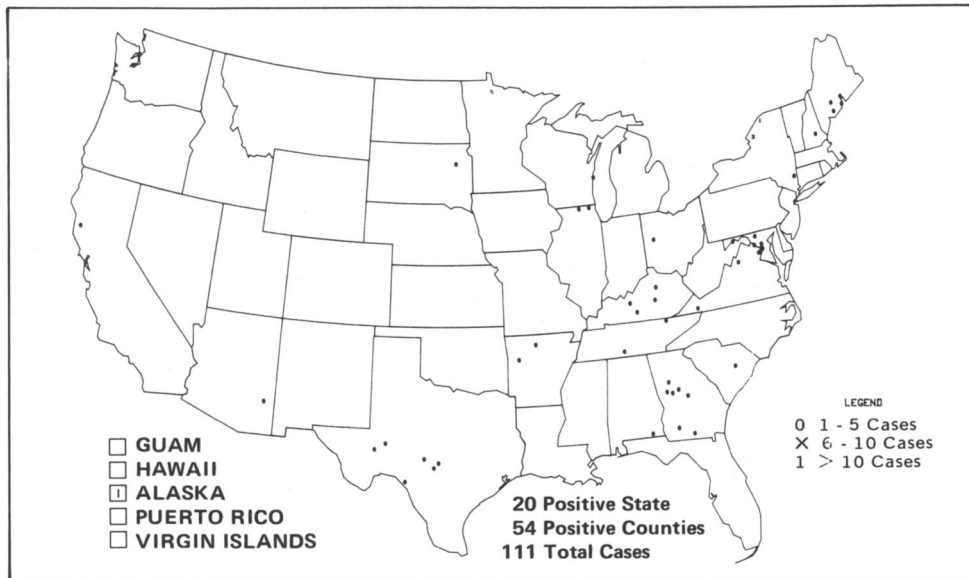 LEGEND
0 1 - 5 Cases
× 6 - 10 Cases
1 > 10 Cases
GUAM
HAWAII
1 ALASKA
PUERTO RICO
VIRGIN ISLANDS
20 Positive State
54 Positive Counties
111 Total Cases